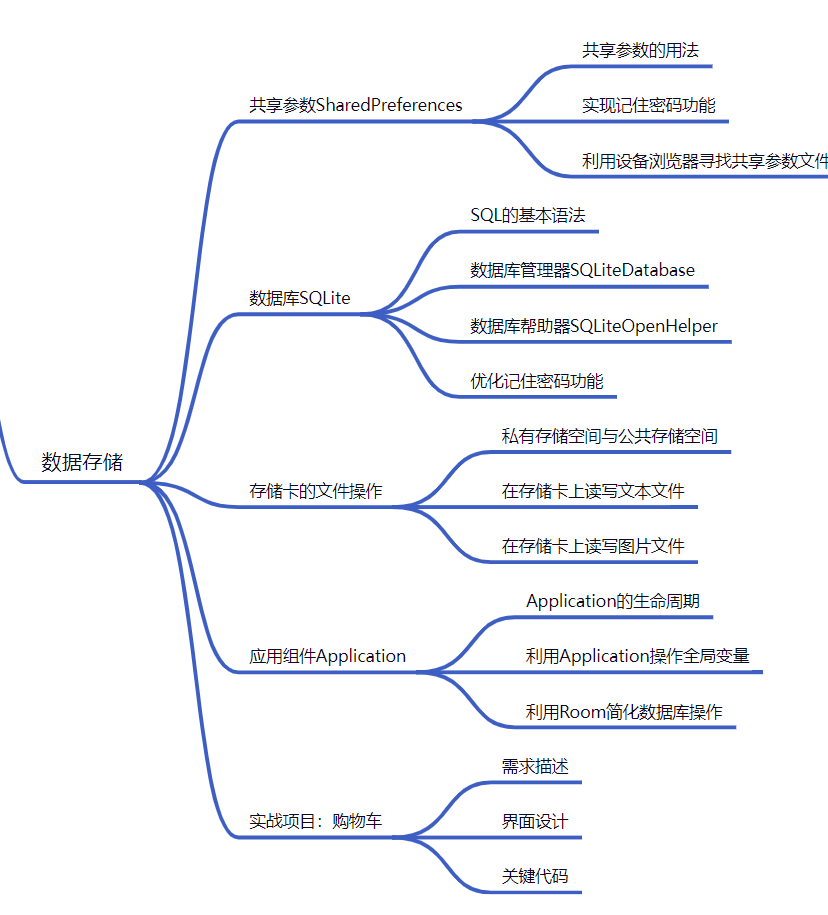 数据存储
共享参数SharedPreferences
共享参数的用法
实现记住密码功能
利用设备浏览器寻找共享参数文件
数据库SQLite
SQL的基本语法
数据库管理器SQLiteDatabase
数据库帮助器SQLiteOpenHelper
优化记住密码功能
存储卡的文件操作
私有存储空间与公共存储空间
在存储卡上读写文本文件
在存储卡上读写图片文件
应用组件Application
Application的生命周期
利用Application操作全局变量
利用Room简化数据库操作
实战项目：购物车
需求描述
界面设计
关键代码